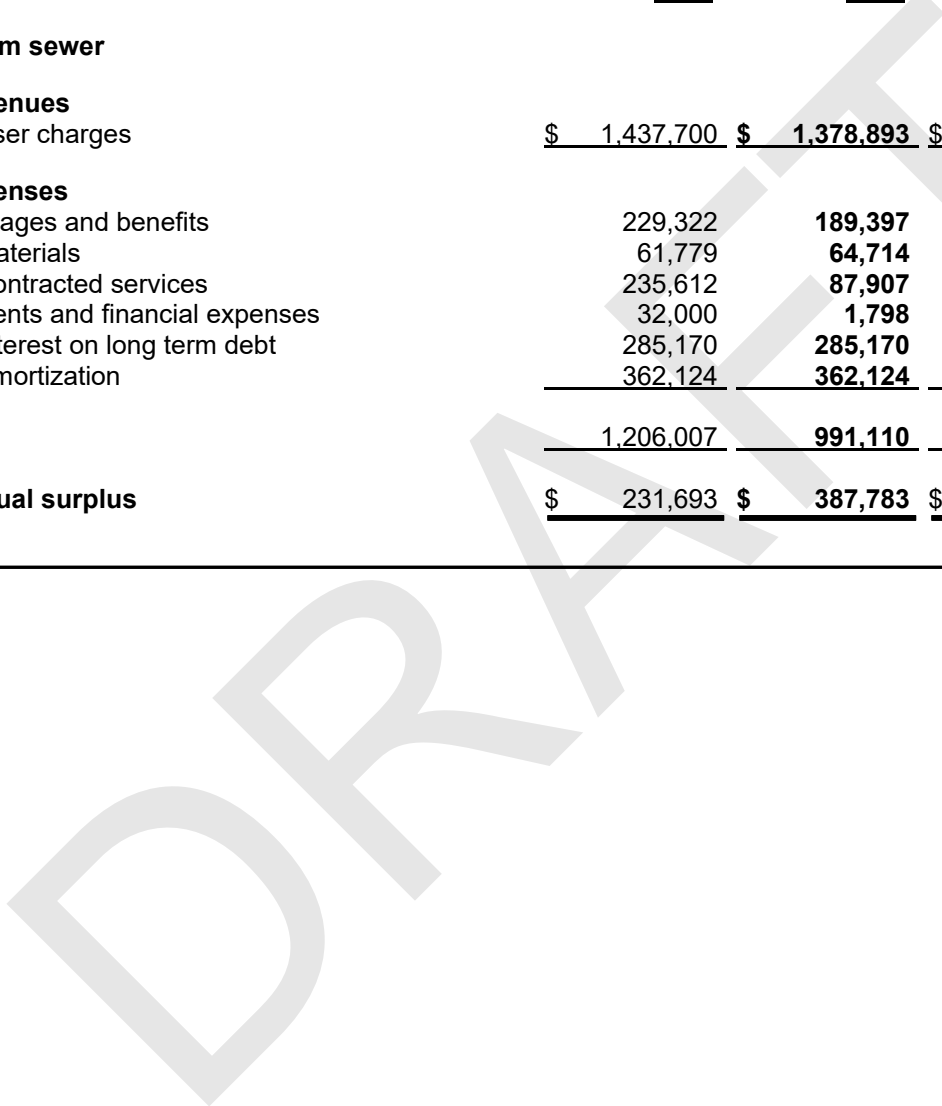 m sewer
enues
ser charges $ 1,437,700 $ 1,378,893 $
enses
ages and benefits 229,322 189,397
aterials 61,779 64,714
ontracted services 235,612 87,907
ents and financial expenses 32,000 1,798
terest on long term debt 285,170 285,170
mortization 362,124 362,124
1,206,007 991,110
ual surplus $ 231,693 $ 387,783 $
DRAFT